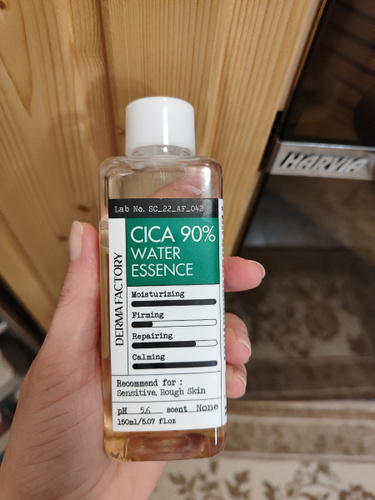 Lab No. SC_22_AF_042
CICA 90%
WATER
ESSENCE
DERMA FACTORY
Moisturizing
Firming
Repairing
Calming
Recommend for :
Sensitive, Rough Skin
pH 5.6 scent None
150ml/5.07 fl.oz
HARVIA